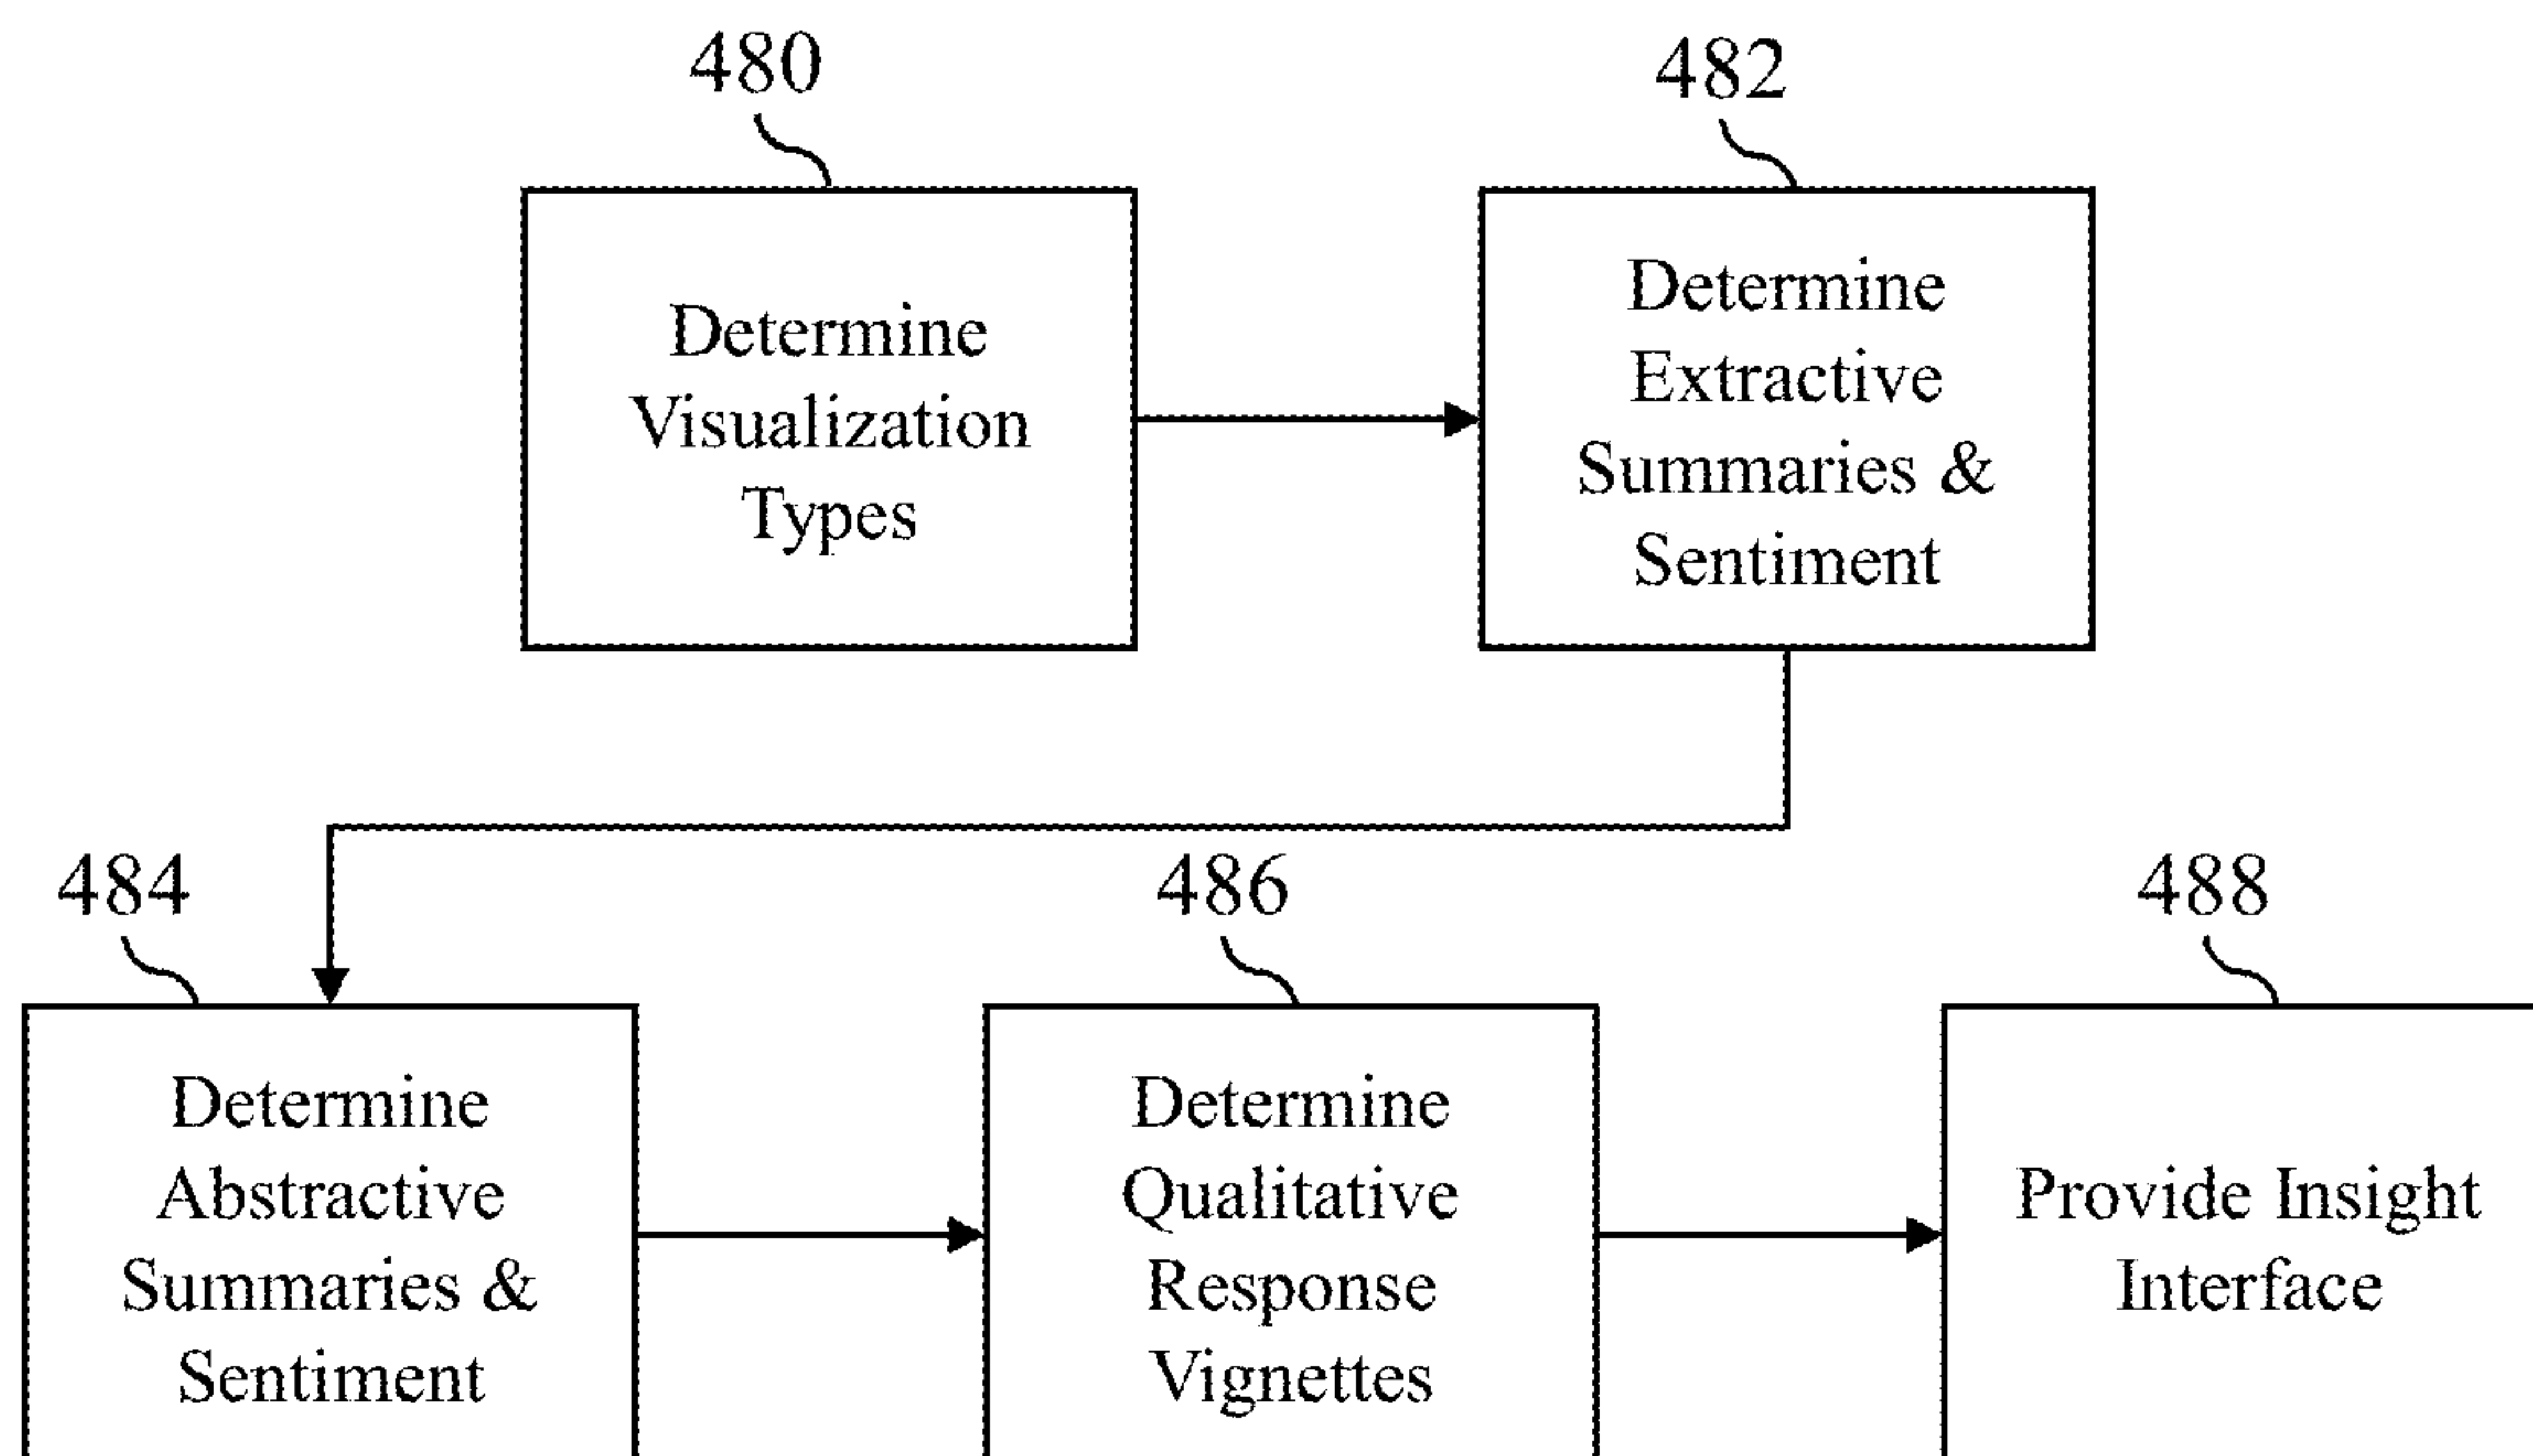 480
Determine
Visualization
Types
482
Determine
Extractive
Summaries &
Sentiment
484
Determine
Abstractive
Summaries &
Sentiment
486
Determine
Qualitative
Response
Vignettes
488
Provide Insight
Interface